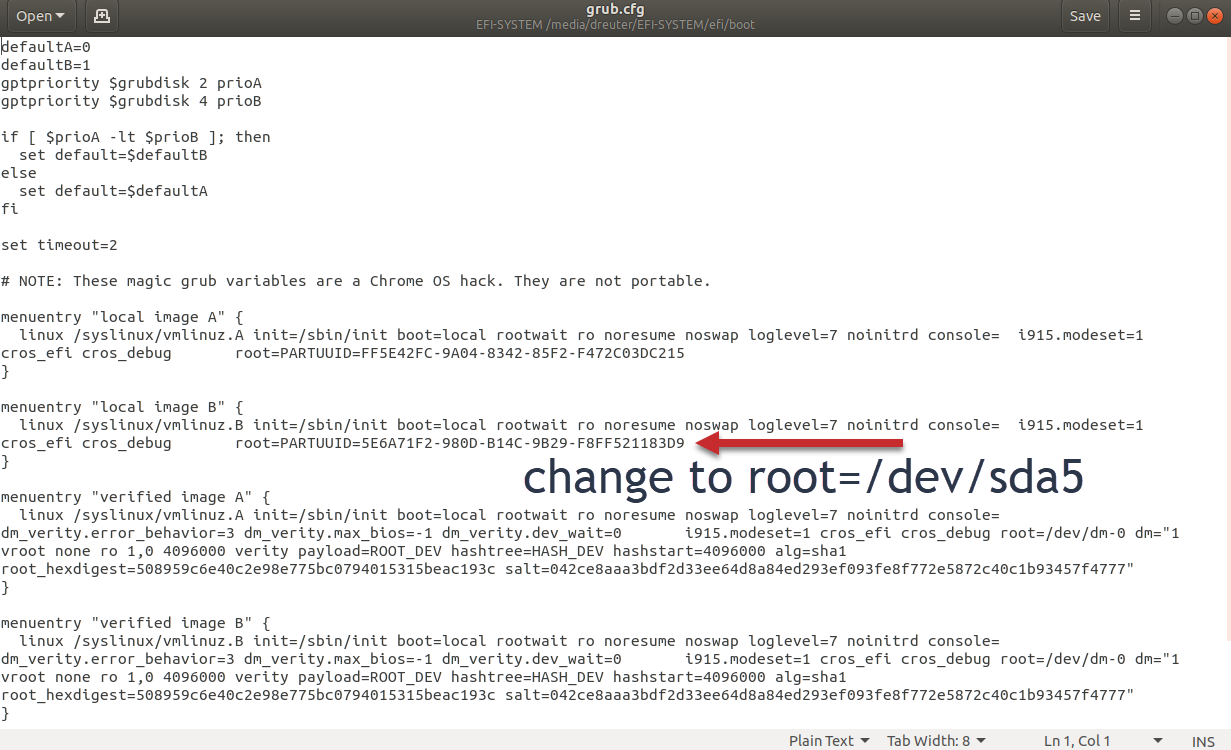 Open
grub.cfg
EFI-SYSTEM /media/dreuter/EFI-SYSTEM/efi/boot
Save
defaultA=0
defaultB=1
gptpriority $grubdisk 2 prioA
gptpriority $grubdisk 4 prioB
if [ $prioA -lt $prioB ]; then
  set default=$defaultB
else
  set default=$defaultA
fi
set timeout=2
# NOTE: These magic grub variables are a Chrome OS hack. They are not portable.
menuentry "local image A" {
  linux /syslinux/vmlinuz.A init=/sbin/init boot=local rootwait ro noresume noswap loglevel=7 noinitrd console=  i915.modeset=1
cros_efi cros_debug       root=PARTUUID=FF5E42FC-9A04-8342-85F2-F472C03DC215
}
menuentry "local image B" {
  linux /syslinux/vmlinuz.B init=/sbin/init boot=local rootwait ro noresume noswap loglevel=7 noinitrd console=  i915.modeset=1
cros_efi cros_debug       root=PARTUUID=5E6A71F2-980D-B14C-9B29-F8FF521183D9
}
change to root=/dev/sda5
menuentry "verified image A" {
  linux /syslinux/vmlinuz.A init=/sbin/init boot=local rootwait ro noresume noswap loglevel=7 noinitrd console=
dm_verity.error_behavior=3 dm_verity.max_bios=-1 dm_verity.dev_wait=0       i915.modeset=1 cros_efi cros_debug root=/dev/dm-0 dm="1
vroot none ro 1,0 4096000 verity payload=ROOT_DEV hashtree=HASH_DEV hashstart=4096000 alg=sha1
root_hexdigest=508959c6e40c2e98e775bc0794015315beac193c salt=042ce8aaa3bdf2d33ee64d8a84ed293ef093fe8f772e5872c40c1b93457f4777"
}
menuentry "verified image B" {
  linux /syslinux/vmlinuz.B init=/sbin/init boot=local rootwait ro noresume noswap loglevel=7 noinitrd console=
dm_verity.error_behavior=3 dm_verity.max_bios=-1 dm_verity.dev_wait=0       i915.modeset=1 cros_efi cros_debug root=/dev/dm-0 dm="1
vroot none ro 1,0 4096000 verity payload=ROOT_DEV hashtree=HASH_DEV hashstart=4096000 alg=sha1
root_hexdigest=508959c6e40c2e98e775bc0794015315beac193c salt=042ce8aaa3bdf2d33ee64d8a84ed293ef093fe8f772e5872c40c1b93457f4777"
}
Plain Text Tab Width: 8 Ln 1, Col 1 INS